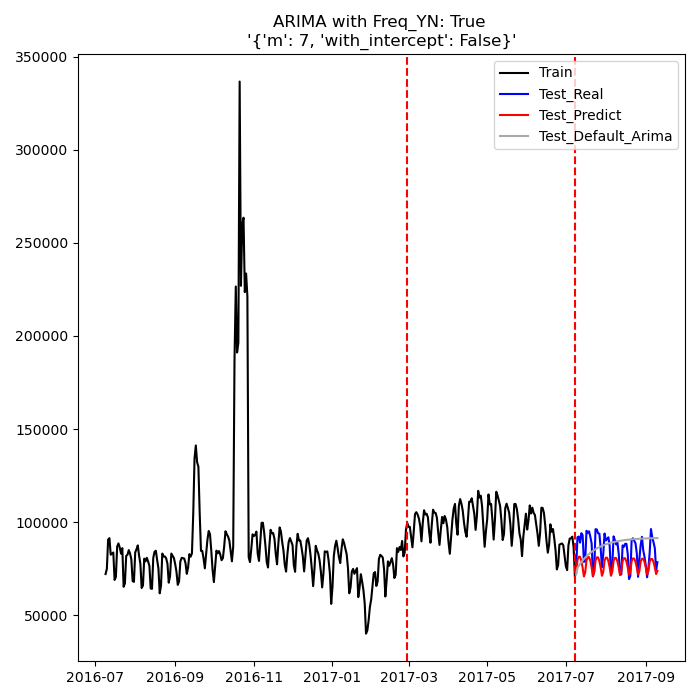 ARIMA with Freq_YN: True
'{'m': 7, 'with_intercept': False}'
350000
300000
250000
200000
150000
100000
50000
Train
Test_Real
Test_Predict
Test_Default_Arima
2016-07
2016-09
2016-11
2017-01
2017-03
2017-05
2017-07
2017-09